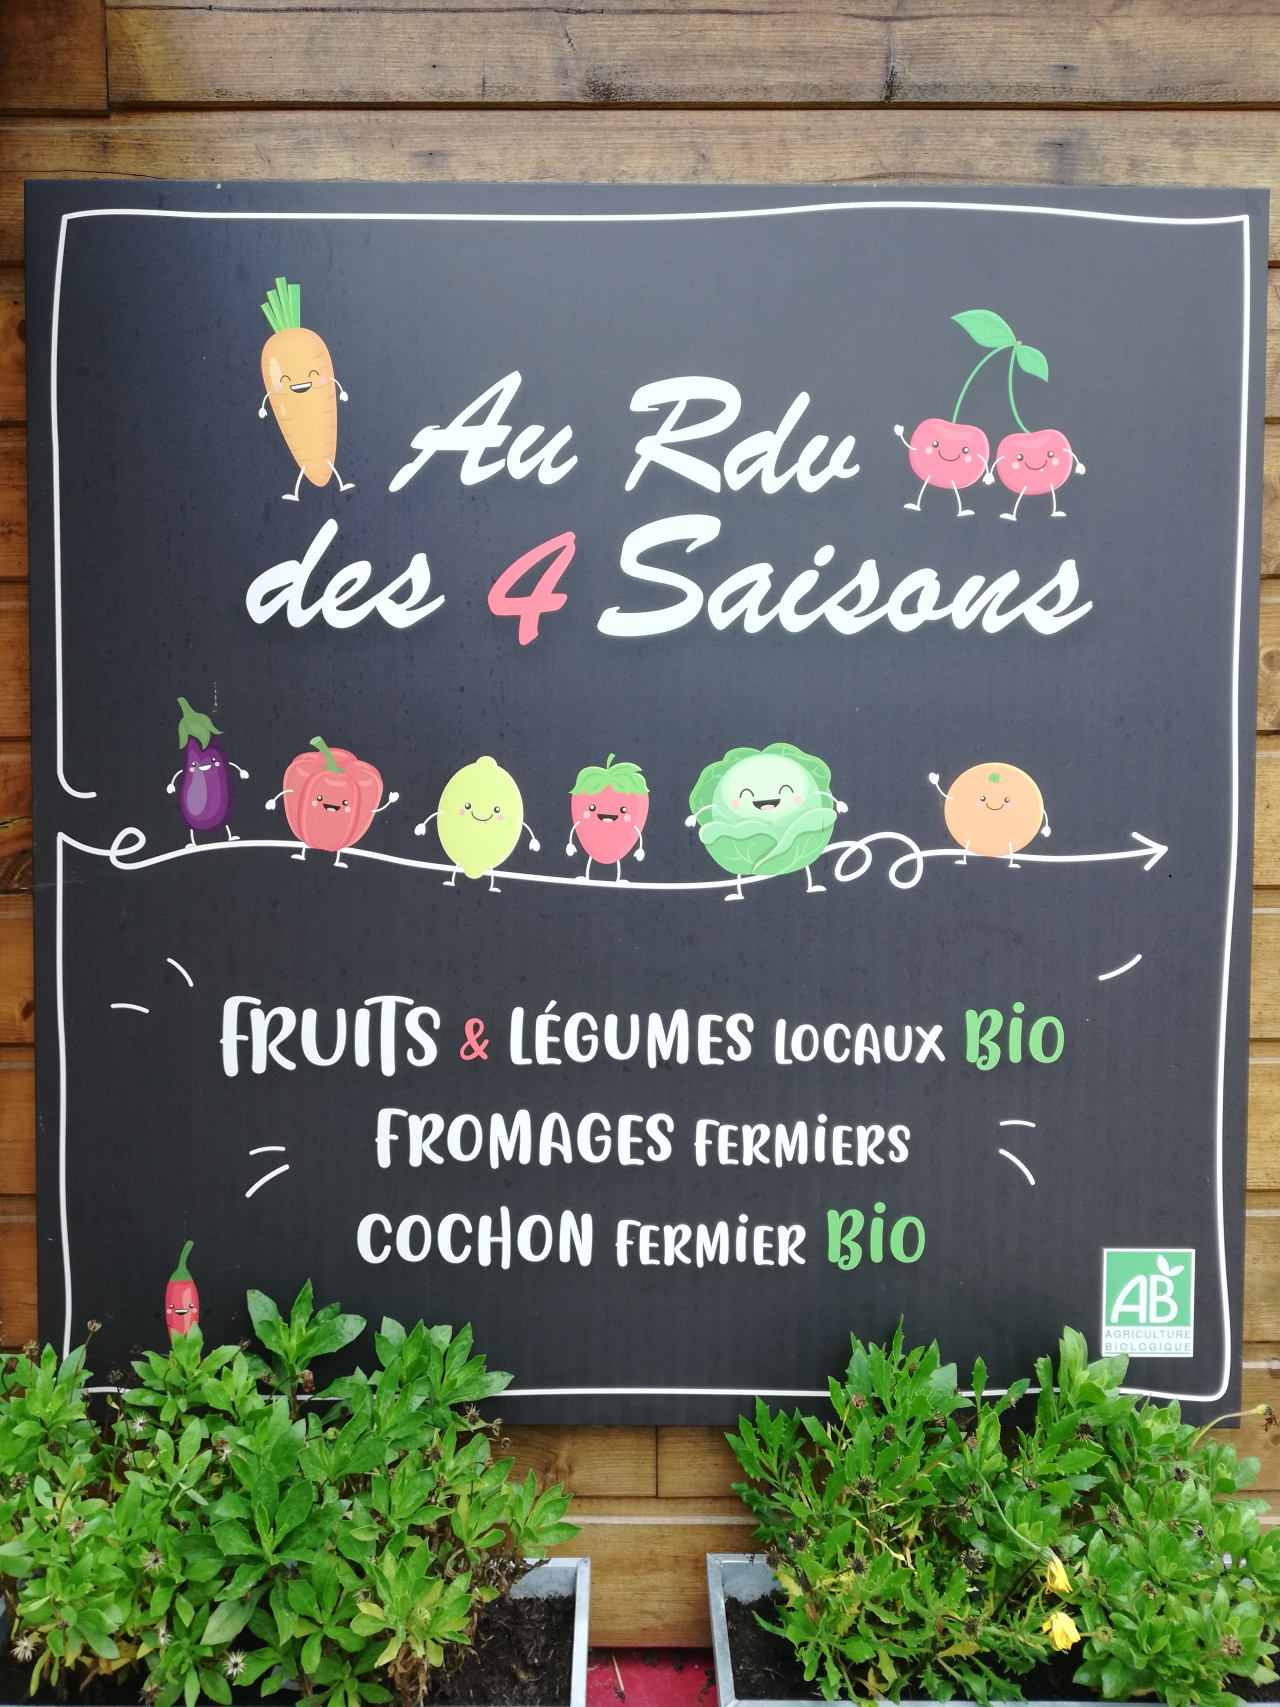 Au Rdv
des 4 Saisons
FRUITS & LÉGUMES LOCAUX BiO
FROMAGES FERMiERS
COCHON FERMiER BiO
AB
AGRICULTURE
BIOLOGIQUE